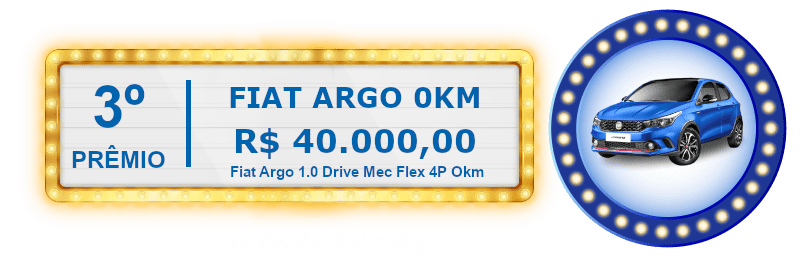 3º
PRÊMIO
FIAT ARGO 0KM
R$ 40.000,00
Fiat Argo 1.0 Drive Mec Flex 4P Okm